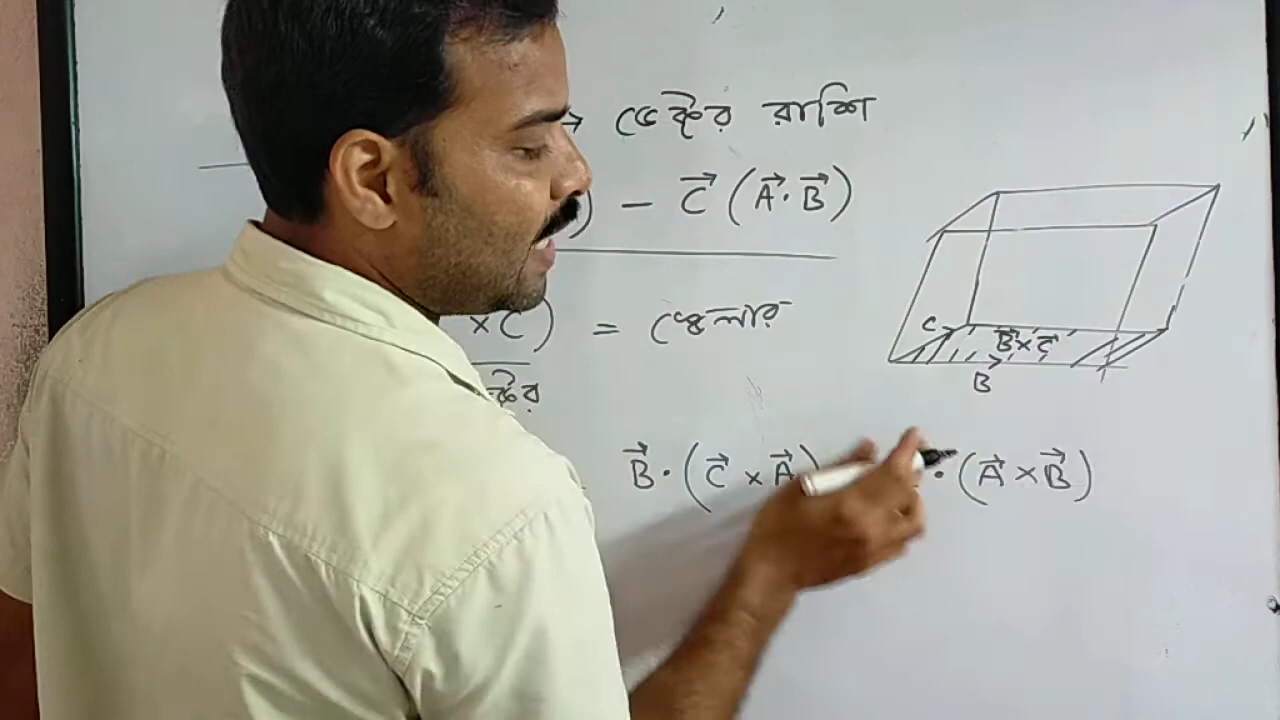 → ভেক্টর রাশি
) − C⃗ (A⃗·B⃗)
×C⃗) = স্কেলার
ক্টর
C
B⃗×C⃗
B
B⃗·(C⃗ × A⃗)
·(A⃗×B⃗)